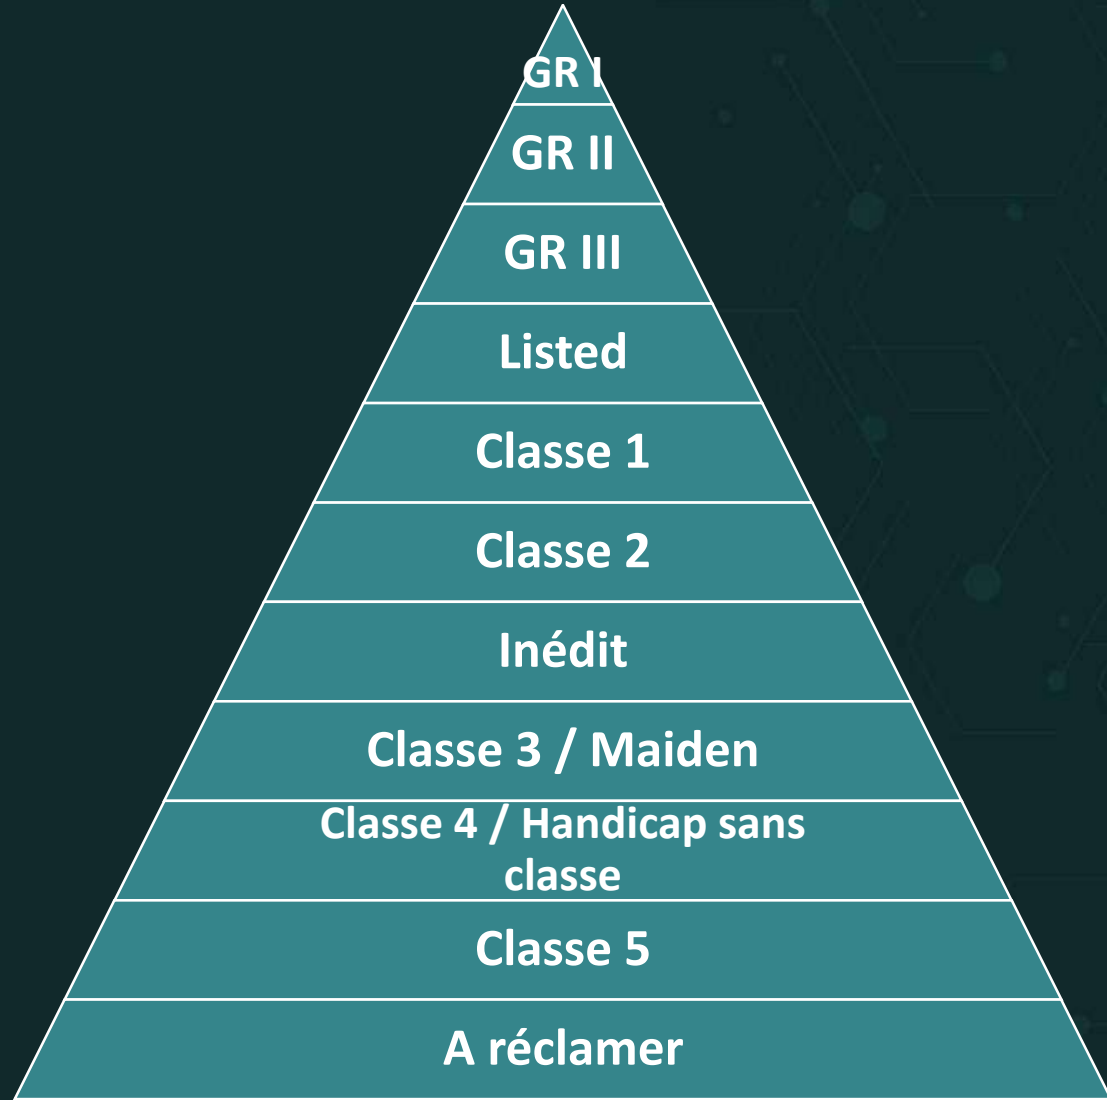 GR I
GR II
GR III
Listed
Classe 1
Classe 2
Inédit
Classe 3 / Maiden
Classe 4 / Handicap sans
classe
Classe 5
A réclamer